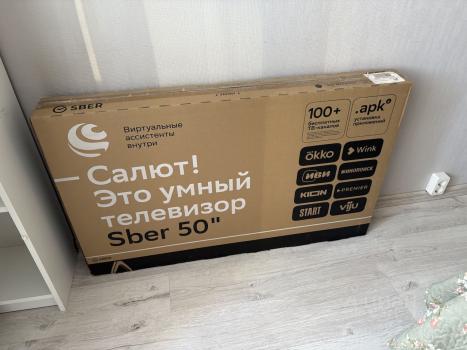 SBER
Виртуальные
ассистенты
внутри
100+
бесплатных
ТВ-каналов
.apk
установка
приложений
Салют!
Это умный
телевизор
Sber 50"
okko
Wink
иви
КИНОПОИСК
KION
PREMIER
START
viju